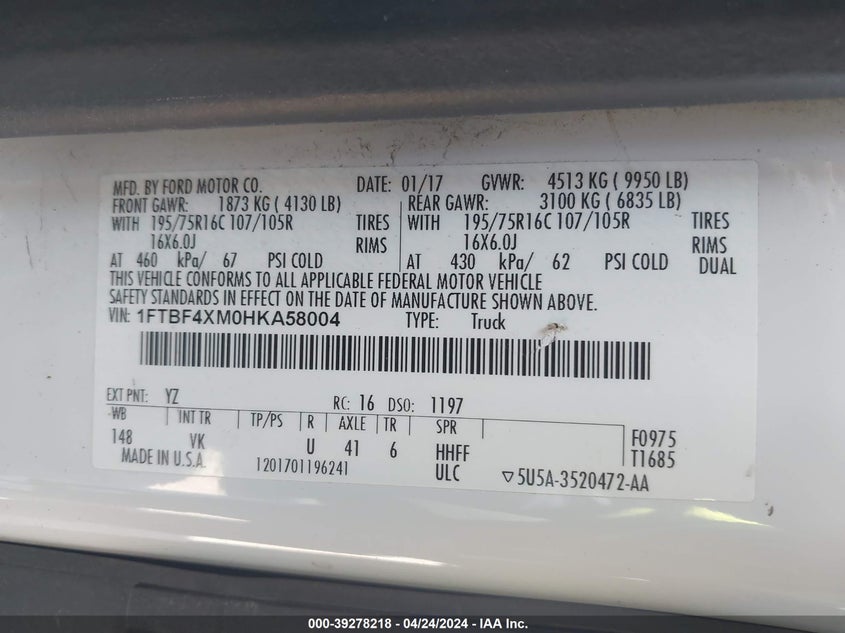 MFD. BY FORD MOTOR CO. DATE: 01/17 GVWR: 4513 KG ( 9950 LB)
FRONT GAWR: 1873 KG ( 4130 LB) REAR GAWR: 3100 KG ( 6835 LB)
WITH 195/75R16C 107/105R TIRES WITH 195/75R16C 107/105R TIRES
16X6.0J RIMS 16X6.0J RIMS
AT 460 kPa/ 67 PSI COLD AT 430 kPa/ 62 PSI COLD DUAL
THIS VEHICLE CONFORMS TO ALL APPLICABLE FEDERAL MOTOR VEHICLE
SAFETY STANDARDS IN EFFECT ON THE DATE OF MANUFACTURE SHOWN ABOVE.
VIN: 1FTBF4XM0HKA58004 TYPE: Truck
EXT PNT: YZ RC: 16 DSO: 1197
WB INT TR TP/PS R AXLE TR SPR
148 VK U 41 6 HHFF F0975
MADE IN U.S.A. 1201701196241 ULC T1685
▽5U5A-3520472-AA
000-39278218 - 04/24/2024 - IAA Inc.